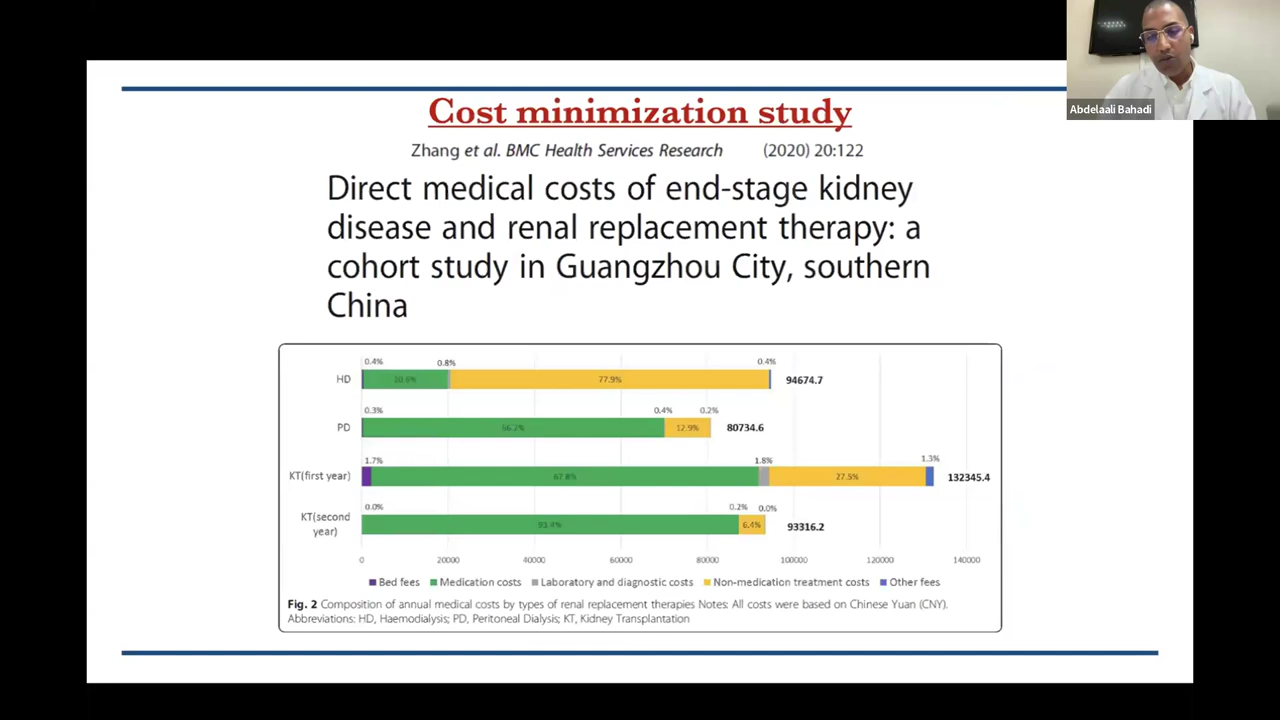 Abdelaali Bahadi
Cost minimization study
Zhang et al. BMC Health Services Research (2020) 20:122
Direct medical costs of end-stage kidney
disease and renal replacement therapy: a
cohort study in Guangzhou City, southern
China
0.4% 0.8% 0.4%
HD 77.9% 94674.7
0.3% 0.4% 0.2%
PD 12.9% 80734.6
1.7% 1.8% 1.3%
KT(first year) 67.8% 27.5% 132345.4
0.0% 0.2% 0.0%
KT(second
year) 93.4% 6.4% 93316.2
0 20000 40000 60000 80000 100000 120000 140000
Bed fees Medication costs Laboratory and diagnostic costs Non-medication treatment costs Other fees
Fig. 2 Composition of annual medical costs by types of renal replacement therapies Notes: All costs were based on Chinese Yuan (CNY).
Abbreviations: HD, Haemodialysis; PD, Peritoneal Dialysis; KT, Kidney Transplantation